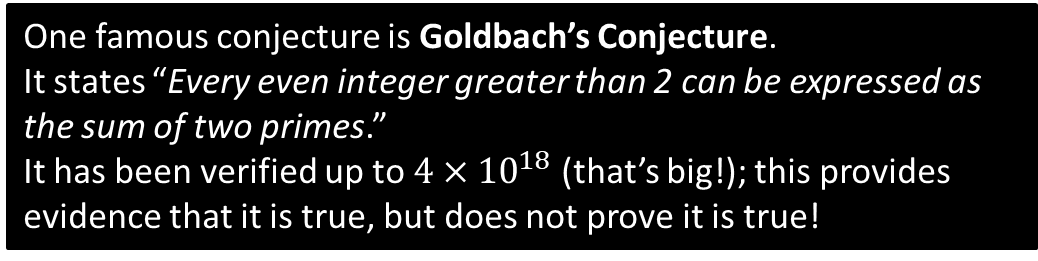 One famous conjecture is Goldbach’s Conjecture.
It states “Every even integer greater than 2 can be expressed as
the sum of two primes.”
It has been verified up to 4 × 10¹⁸ (that’s big!); this provides
evidence that it is true, but does not prove it is true!